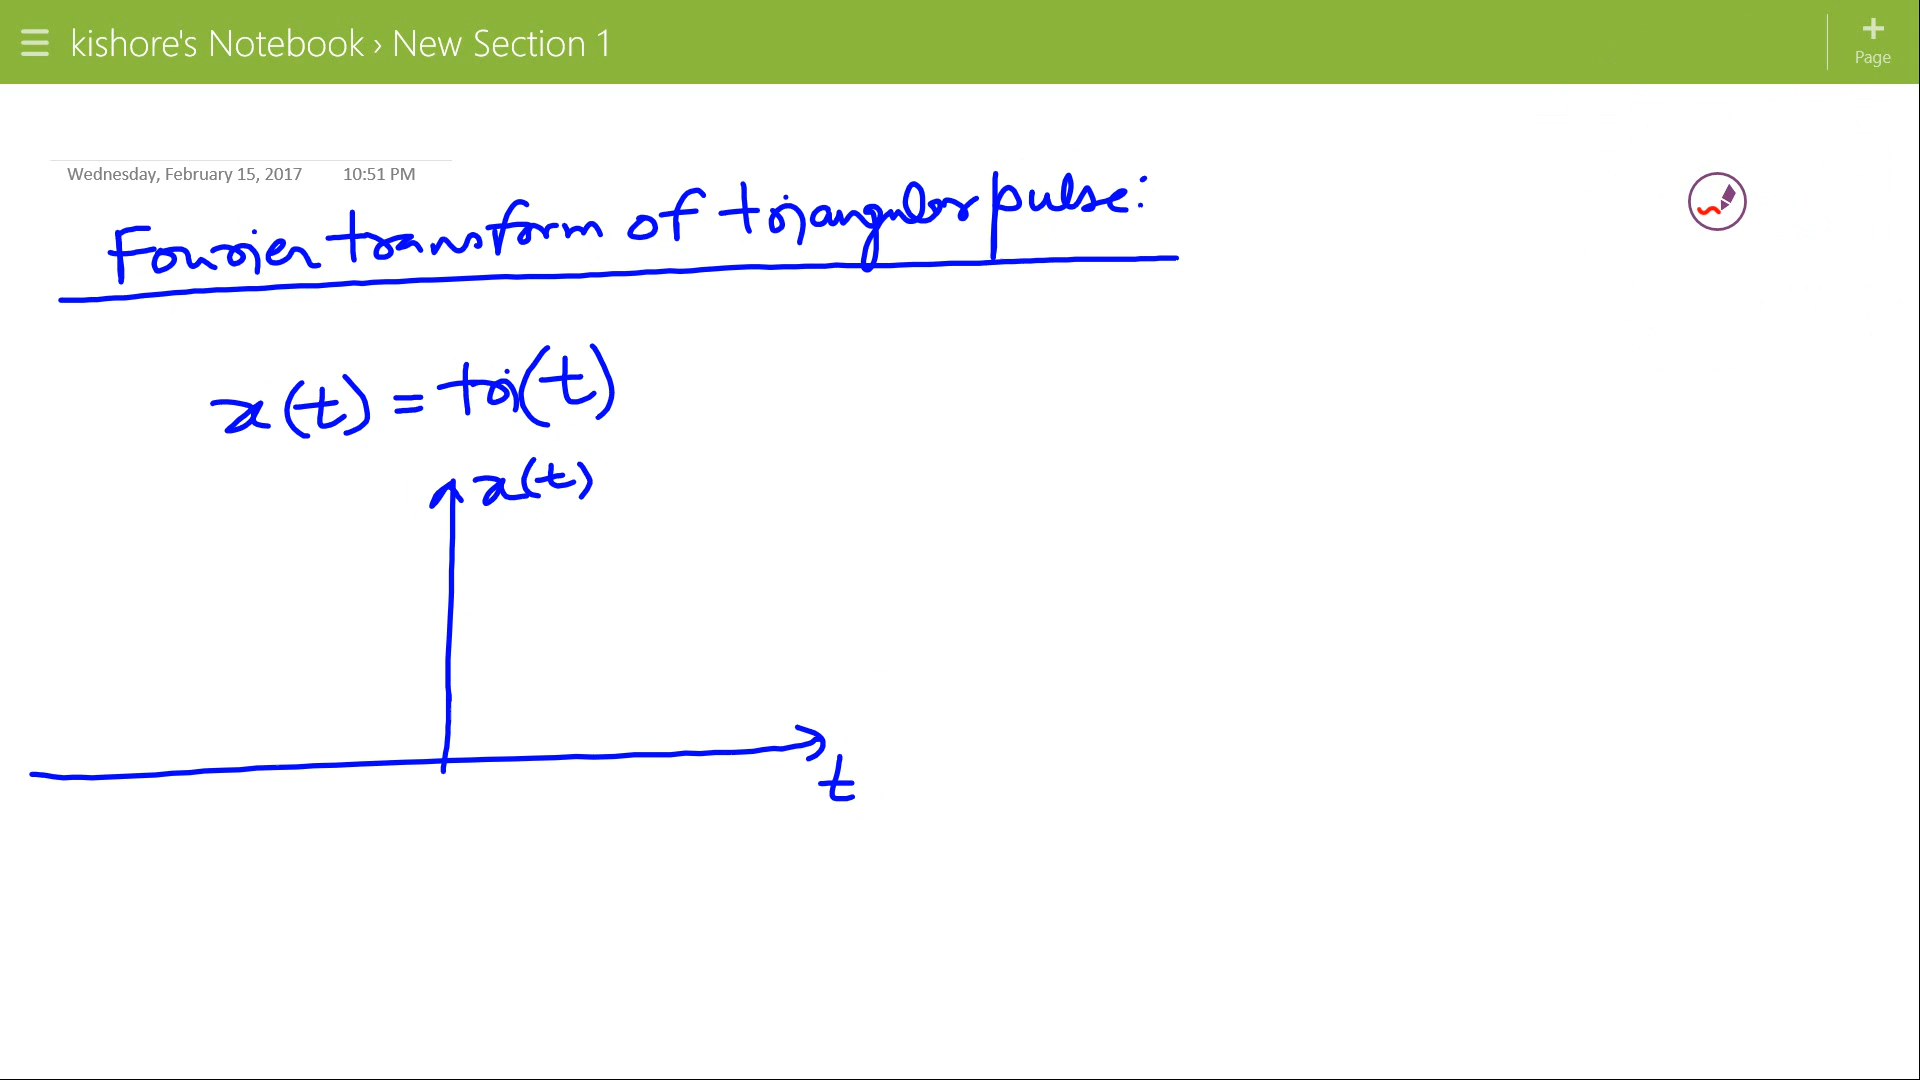 kishore's Notebook › New Section 1
Page
Wednesday, February 15, 2017 10:51 PM
Fourier transform of triangular pulse:
x(t) = tri(t)
x(t)
t